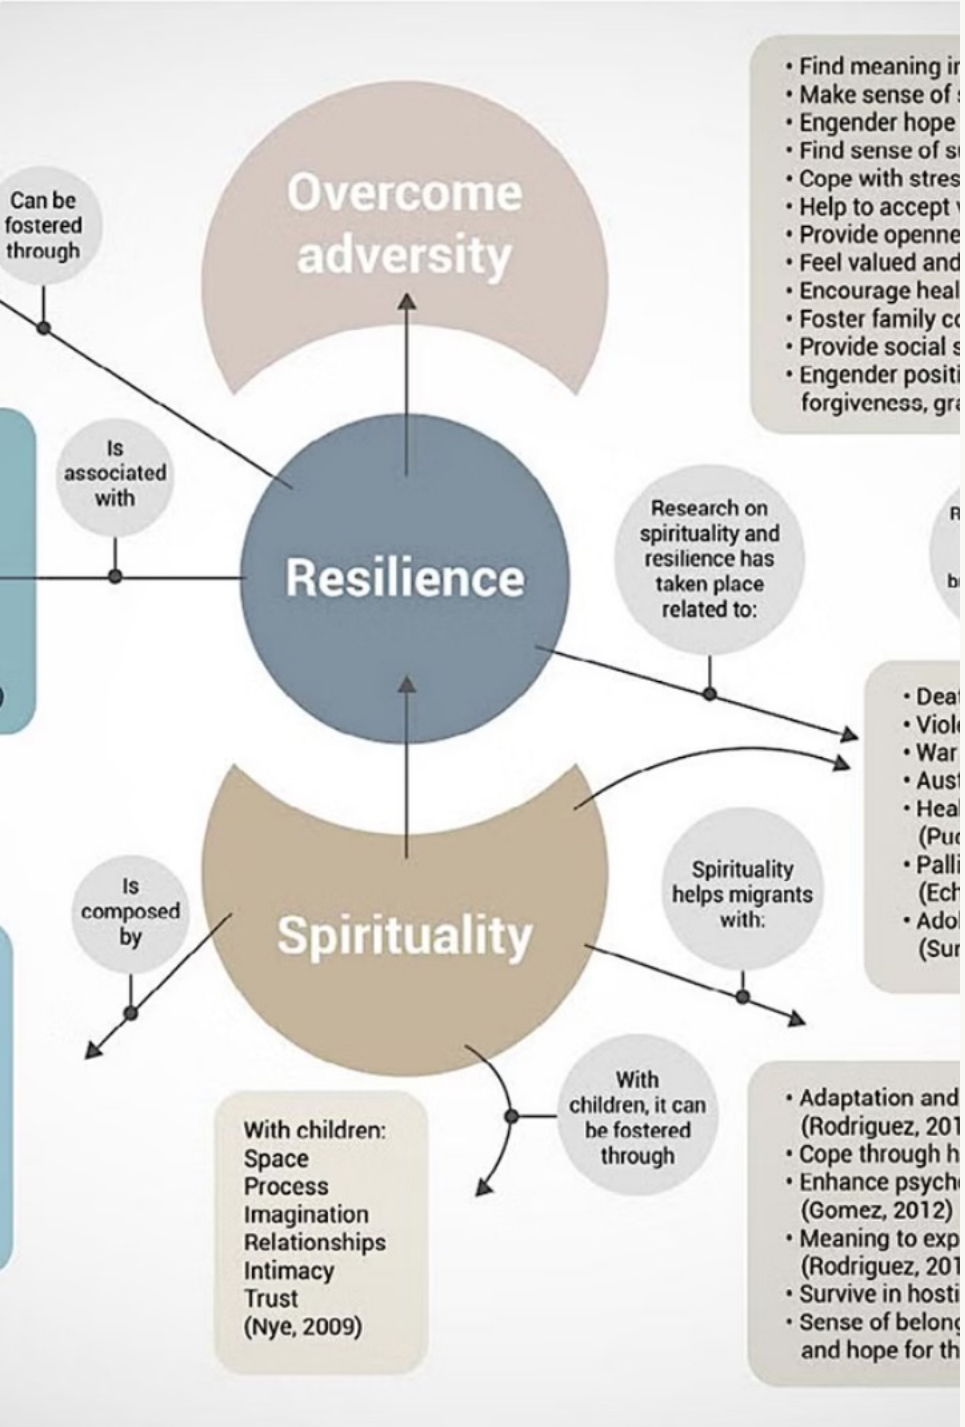 Overcome
adversity
Can be
fostered
through
Is
associated
with
Resilience
Research on
spirituality and
resilience has
taken place
related to:
Spirituality
Is
composed
by
Spirituality
helps migrants
with:
With
children, it can
be fostered
through
With children:
Space
Process
Imagination
Relationships
Intimacy
Trust
(Nye, 2009)
• Find meaning
• Make sense of
• Engender hope
• Find sense of
• Cope with
• Help to accept
• Provide
• Feel valued and
• Encourage
• Foster family
• Provide social
• Engender
forgiveness,
•
•
• War
•
•
•
•
• Adaptation and
(Rodriguez,
• Cope through
• Enhance
(Gomez, 2012)
• Meaning to
(Rodriguez,
• Survive in
• Sense of
and hope for